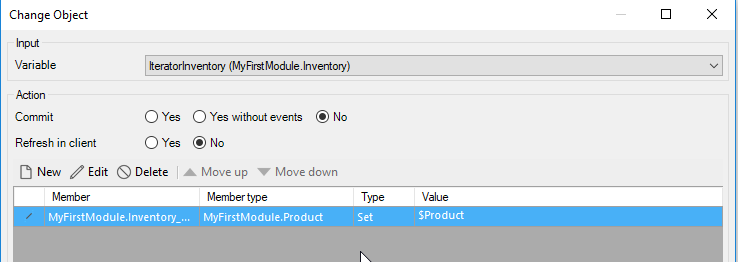 Change Object
Input
Variable IteratorInventory (MyFirstModule.Inventory)
Action
Commit Yes Yes without events No
Refresh in client Yes No
New Edit Delete Move up Move down
Member Member type Type Value
MyFirstModule.Inventory_... MyFirstModule.Product Set $Product